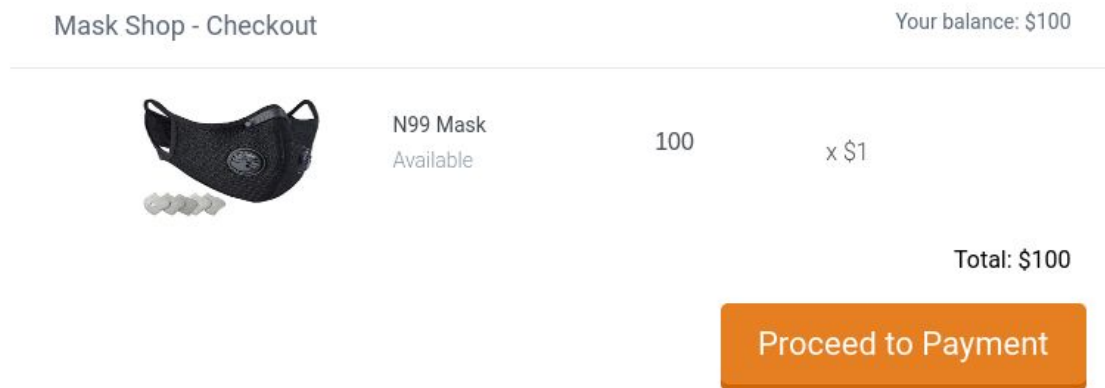 Mask Shop - Checkout
Your balance: $100
N99 Mask
Available
100
x $1
Total: $100
Proceed to Payment